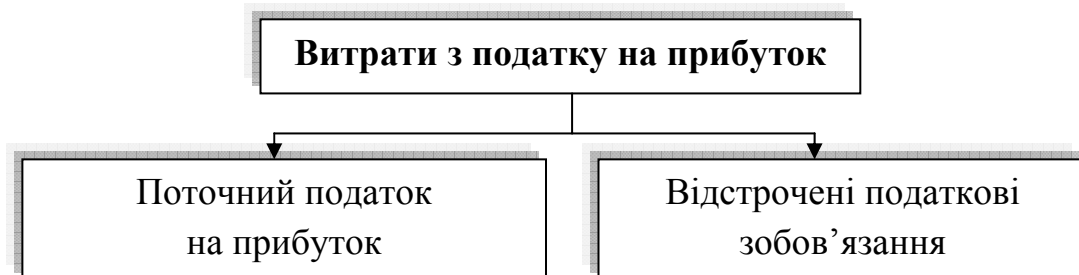 Витрати з податку на прибуток
Поточний податок
на прибуток
Відстрочені податкові
зобов’язання